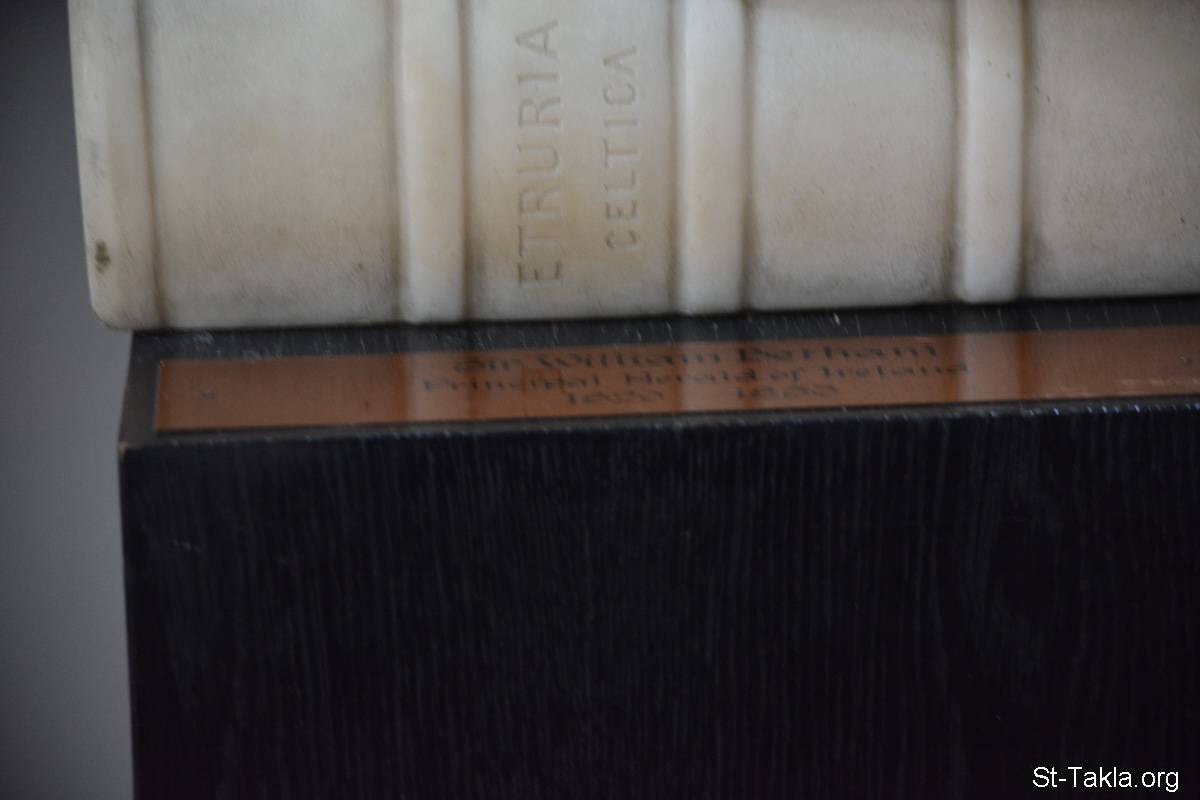 ETRURIA
CELTICA
Sir William Betham
Principal Herald of Ireland
St-Takla.org